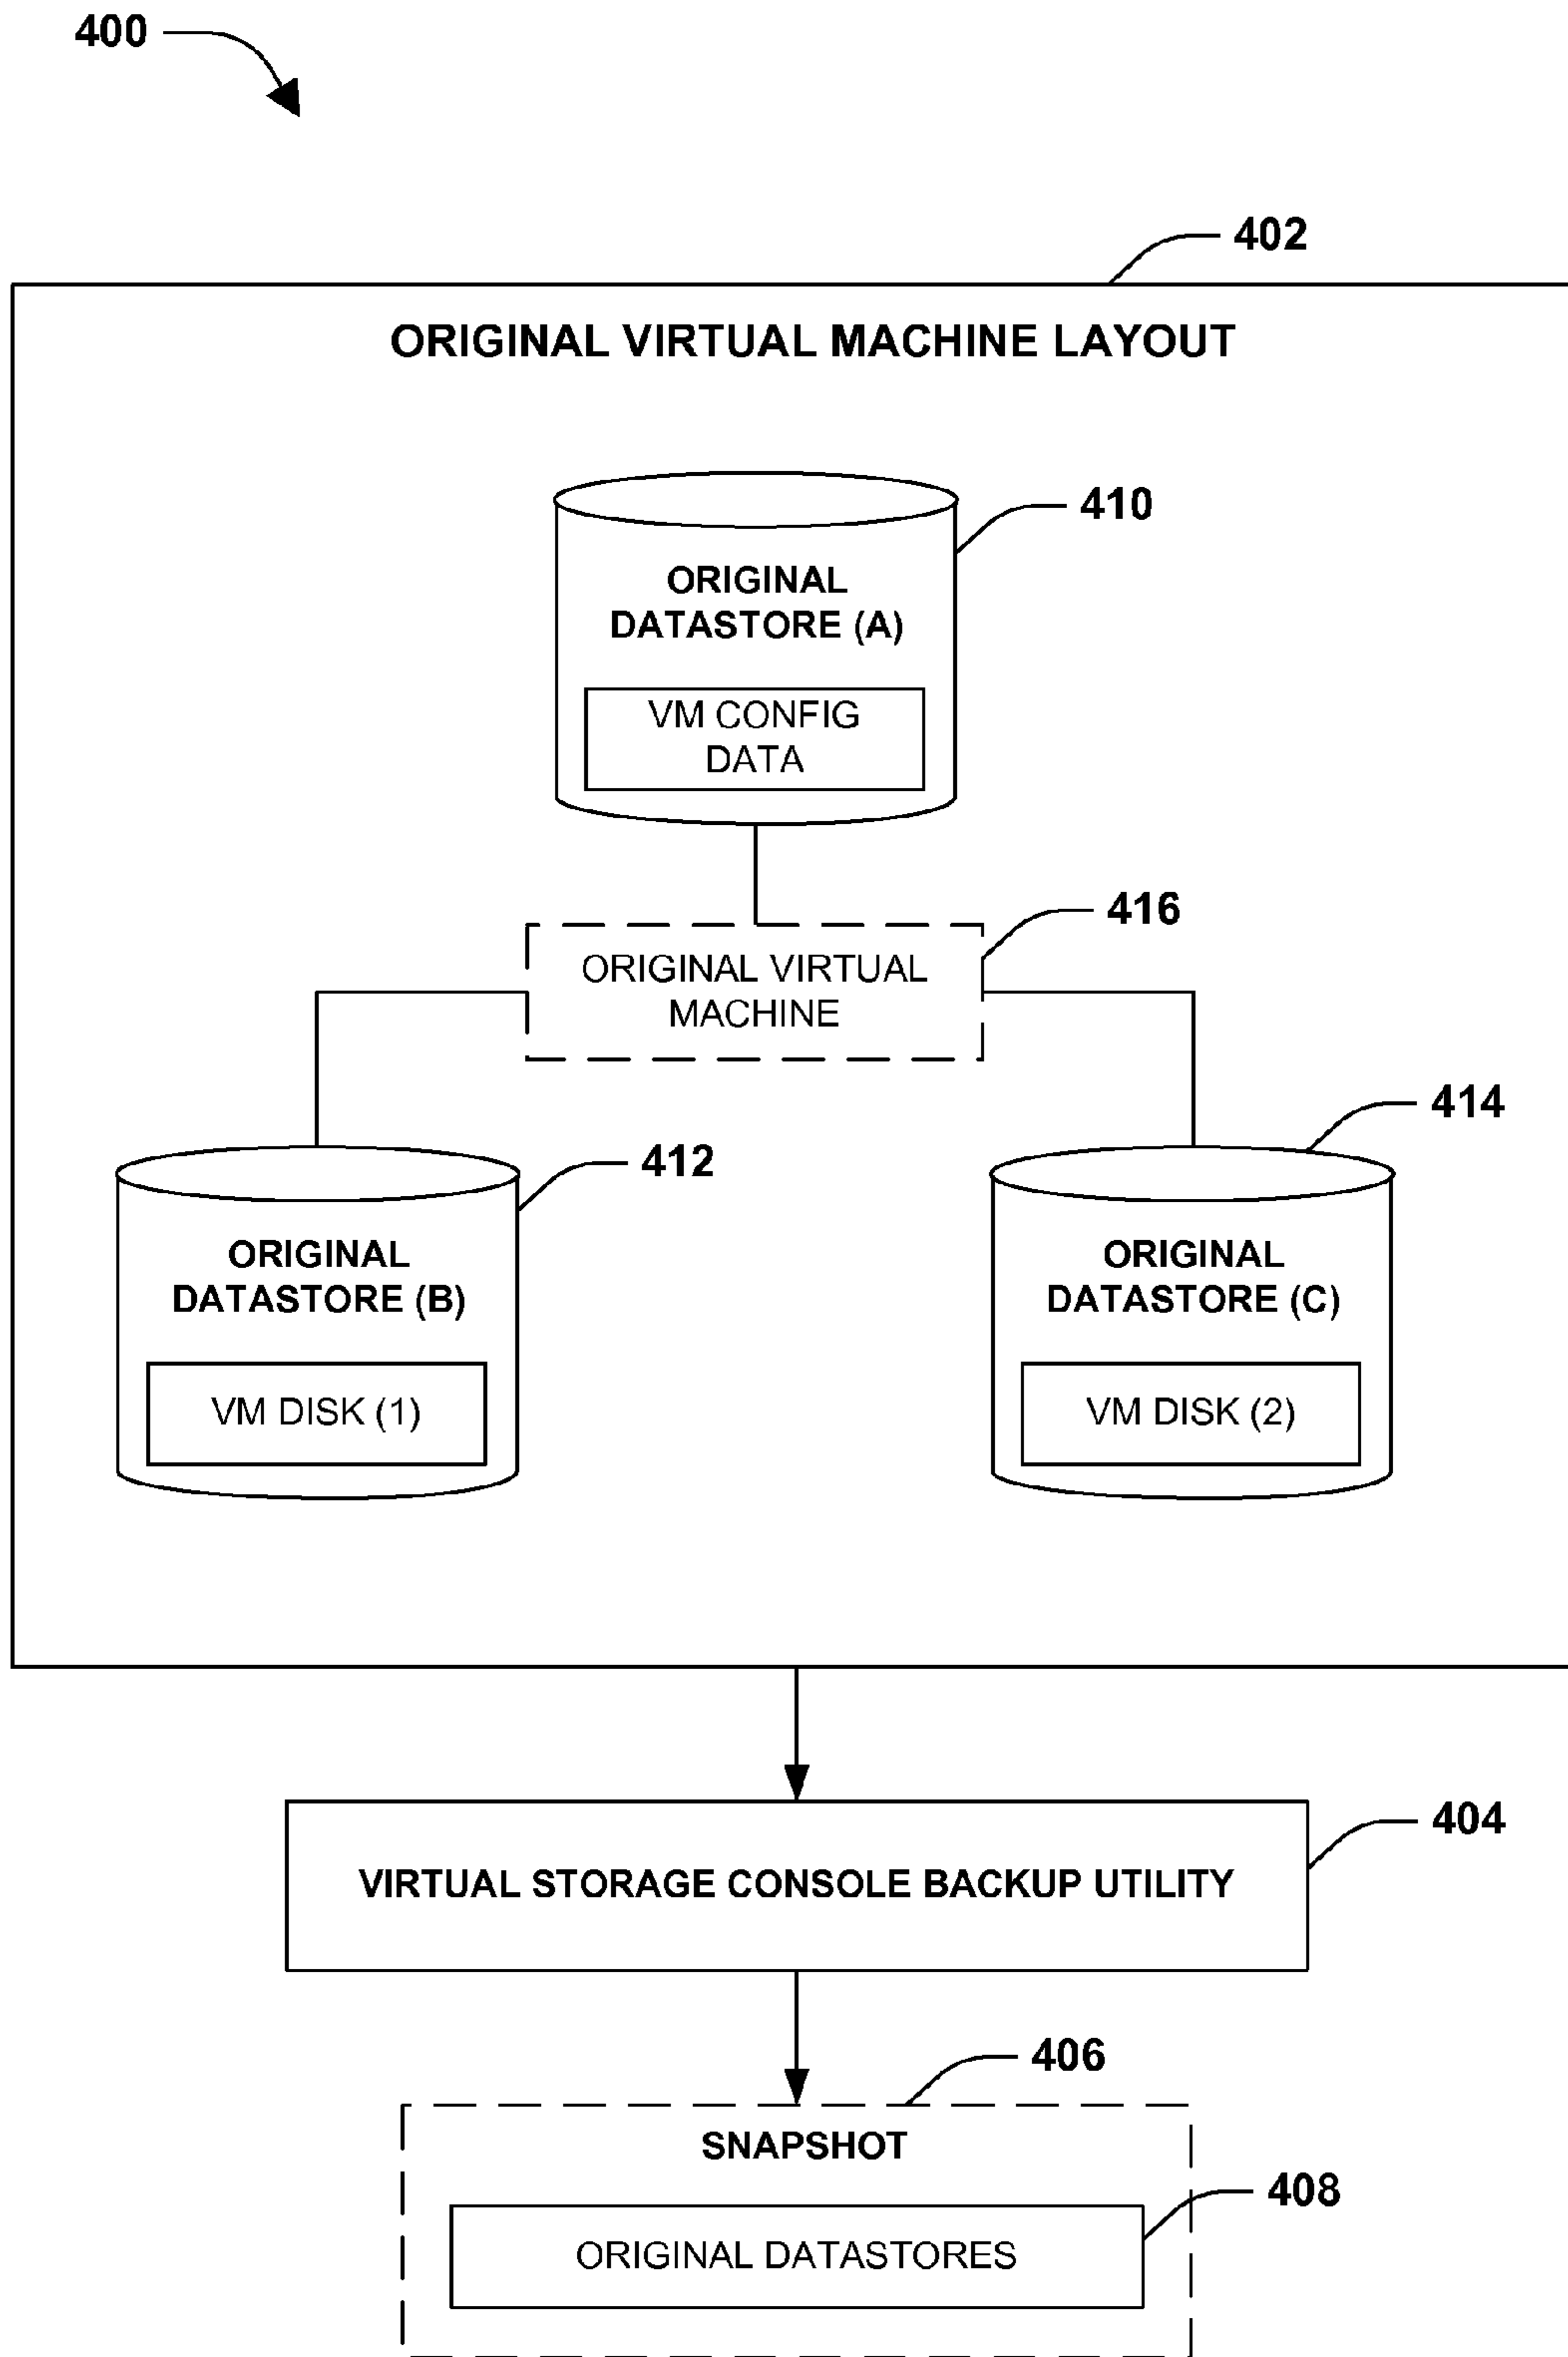 400
402
ORIGINAL VIRTUAL MACHINE LAYOUT
410
ORIGINAL
DATASTORE (A)
VM CONFIG
DATA
416
ORIGINAL VIRTUAL
MACHINE
414
412
ORIGINAL
DATASTORE (B)
VM DISK (1)
ORIGINAL
DATASTORE (C)
VM DISK (2)
404
VIRTUAL STORAGE CONSOLE BACKUP UTILITY
406
SNAPSHOT
408
ORIGINAL DATASTORES